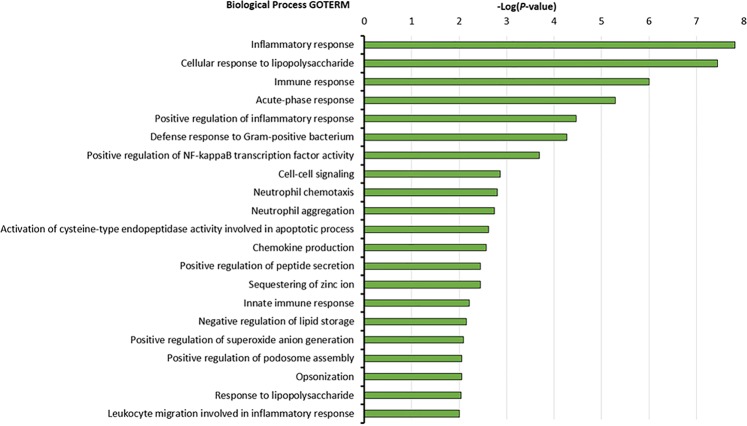 Biological Process GOTERM
-Log(P-value)
0 1 2 3 4 5 6 7 8
Inflammatory response
Cellular response to lipopolysaccharide
Immune response
Acute-phase response
Positive regulation of inflammatory response
Defense response to Gram-positive bacterium
Positive regulation of NF-kappaB transcription factor activity
Cell-cell signaling
Neutrophil chemotaxis
Neutrophil aggregation
Activation of cysteine-type endopeptidase activity involved in apoptotic process
Chemokine production
Positive regulation of peptide secretion
Sequestering of zinc ion
Innate immune response
Negative regulation of lipid storage
Positive regulation of superoxide anion generation
Positive regulation of podosome assembly
Opsonization
Response to lipopolysaccharide
Leukocyte migration involved in inflammatory response